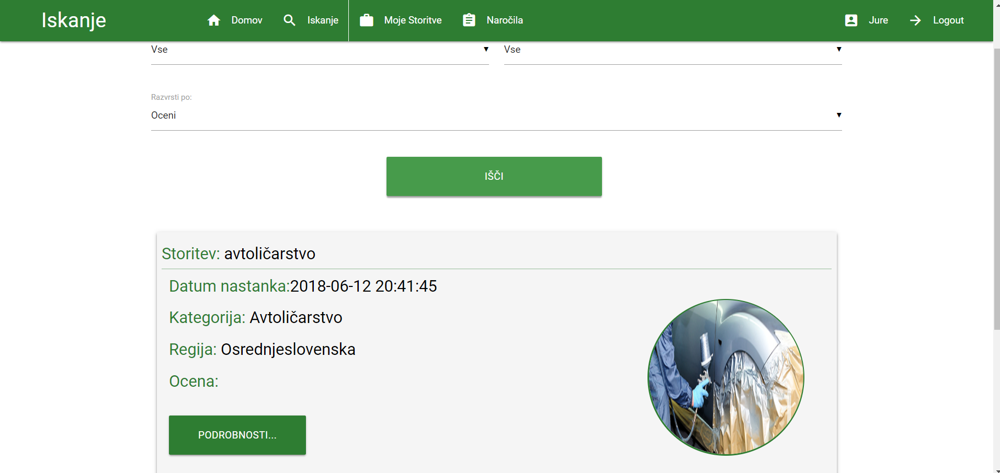 Iskanje Domov Iskanje Moje Storitve Naročila Jure Logout
Vse Vse
Razvrsti po:
Oceni
IŠČI
Storitev: avtoličarstvo
Datum nastanka:2018-06-12 20:41:45
Kategorija: Avtoličarstvo
Regija: Osrednjeslovenska
Ocena:
PODROBNOSTI...